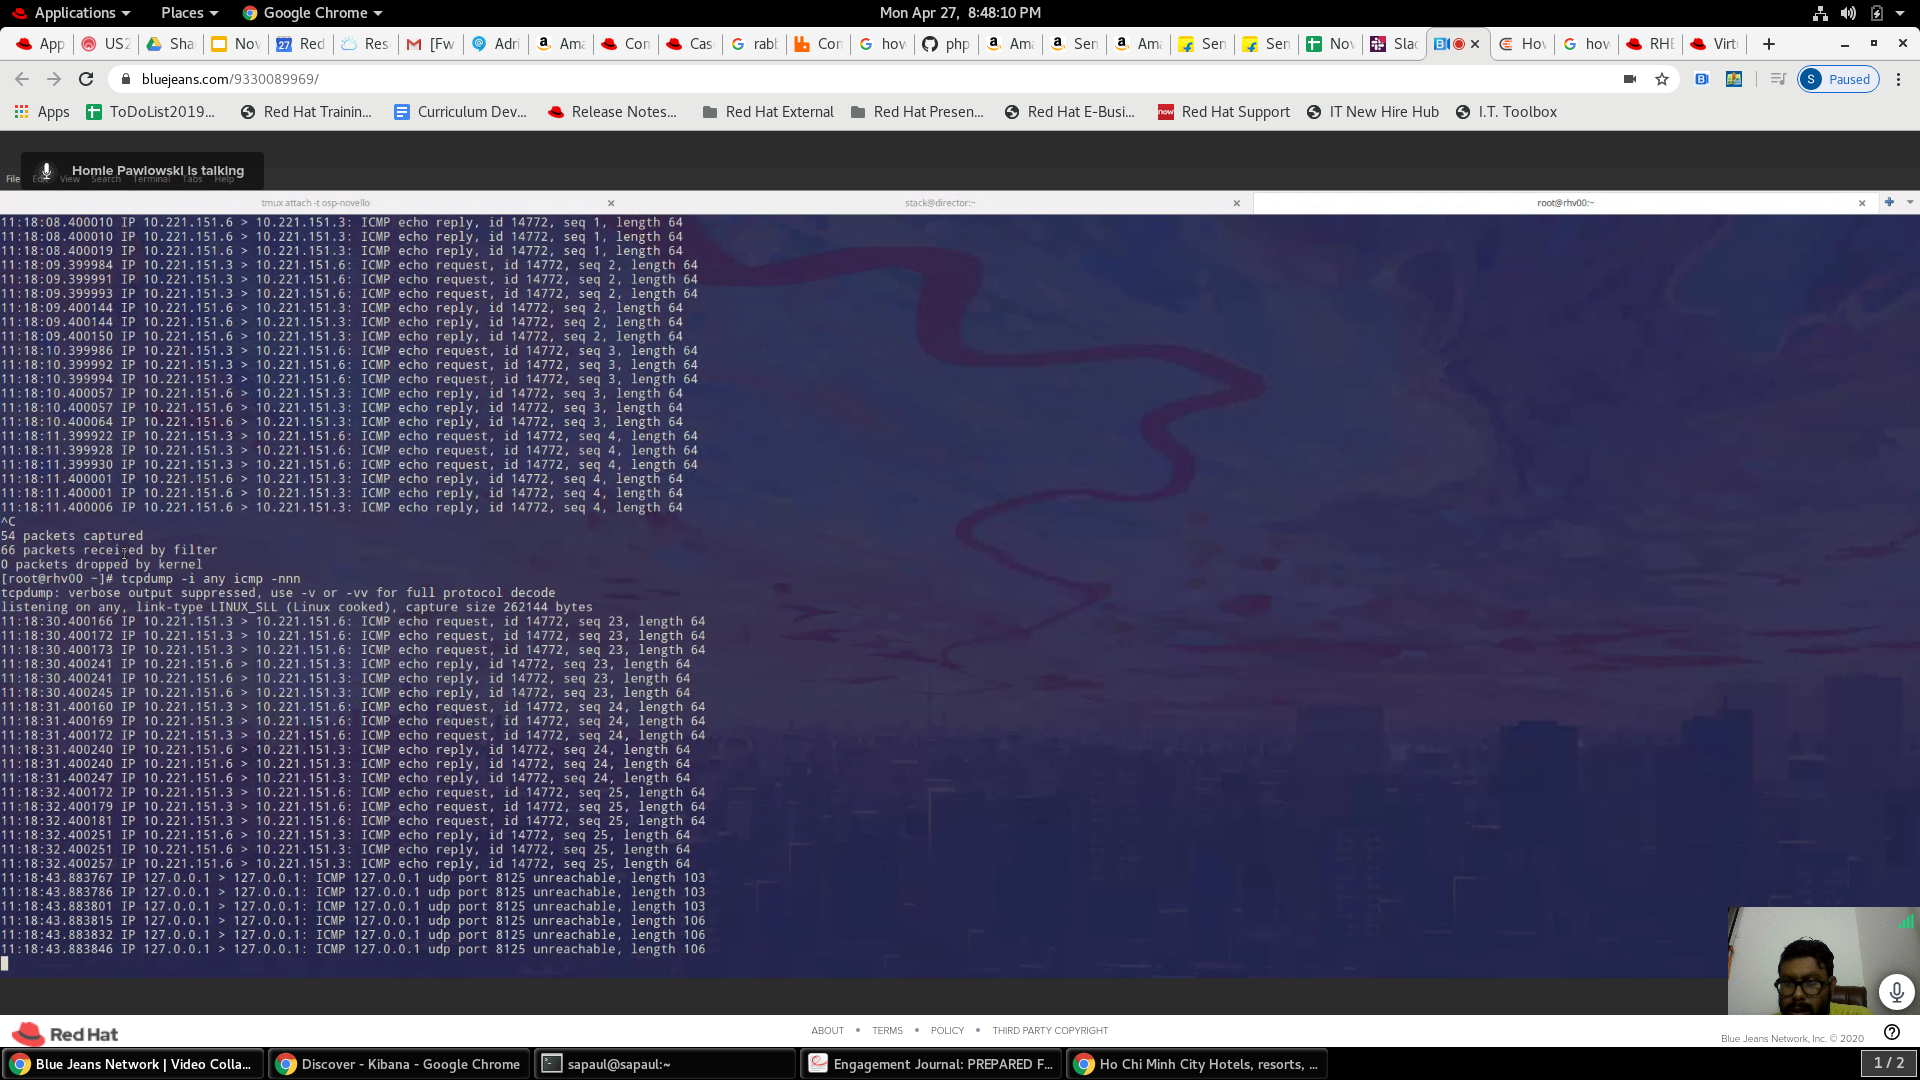 Applications Places Google Chrome Mon Apr 27, 8:48:10 PM
App US2 Sha Nov 27 Red Res [Fw Adri Ama Con Cas rabb Con how php Ama Sen Ama Sen Sen Nov Slac Hov how RHE Virtu
bluejeans.com/9330089969/ S Paused
Apps ToDoList2019... Red Hat Trainin... Curriculum Dev... Release Notes... Red Hat External Red Hat Presen... Red Hat E-Busi... now Red Hat Support IT New Hire Hub I.T. Toolbox
Homie Pawlowski is talking
File Edit View Search Terminal Tabs Help
tmux attach -t osp-novello stack@director:~ root@rhv00:~
11:18:08.400010 IP 10.221.151.6 > 10.221.151.3: ICMP echo reply, id 14772, seq 1, length 64
11:18:08.400010 IP 10.221.151.6 > 10.221.151.3: ICMP echo reply, id 14772, seq 1, length 64
11:18:08.400019 IP 10.221.151.6 > 10.221.151.3: ICMP echo reply, id 14772, seq 1, length 64
11:18:09.399984 IP 10.221.151.3 > 10.221.151.6: ICMP echo request, id 14772, seq 2, length 64
11:18:09.399991 IP 10.221.151.3 > 10.221.151.6: ICMP echo request, id 14772, seq 2, length 64
11:18:09.399993 IP 10.221.151.3 > 10.221.151.6: ICMP echo request, id 14772, seq 2, length 64
11:18:09.400144 IP 10.221.151.6 > 10.221.151.3: ICMP echo reply, id 14772, seq 2, length 64
11:18:09.400144 IP 10.221.151.6 > 10.221.151.3: ICMP echo reply, id 14772, seq 2, length 64
11:18:09.400150 IP 10.221.151.6 > 10.221.151.3: ICMP echo reply, id 14772, seq 2, length 64
11:18:10.399986 IP 10.221.151.3 > 10.221.151.6: ICMP echo request, id 14772, seq 3, length 64
11:18:10.399992 IP 10.221.151.3 > 10.221.151.6: ICMP echo request, id 14772, seq 3, length 64
11:18:10.399994 IP 10.221.151.3 > 10.221.151.6: ICMP echo request, id 14772, seq 3, length 64
11:18:10.400057 IP 10.221.151.6 > 10.221.151.3: ICMP echo reply, id 14772, seq 3, length 64
11:18:10.400057 IP 10.221.151.6 > 10.221.151.3: ICMP echo reply, id 14772, seq 3, length 64
11:18:10.400064 IP 10.221.151.6 > 10.221.151.3: ICMP echo reply, id 14772, seq 3, length 64
11:18:11.399922 IP 10.221.151.3 > 10.221.151.6: ICMP echo request, id 14772, seq 4, length 64
11:18:11.399928 IP 10.221.151.3 > 10.221.151.6: ICMP echo request, id 14772, seq 4, length 64
11:18:11.399930 IP 10.221.151.3 > 10.221.151.6: ICMP echo request, id 14772, seq 4, length 64
11:18:11.400001 IP 10.221.151.6 > 10.221.151.3: ICMP echo reply, id 14772, seq 4, length 64
11:18:11.400001 IP 10.221.151.6 > 10.221.151.3: ICMP echo reply, id 14772, seq 4, length 64
11:18:11.400006 IP 10.221.151.6 > 10.221.151.3: ICMP echo reply, id 14772, seq 4, length 64
^C
54 packets captured
66 packets received by filter
0 packets dropped by kernel
[root@rhv00 ~]# tcpdump -i any icmp -nnn
tcpdump: verbose output suppressed, use -v or -vv for full protocol decode
listening on any, link-type LINUX_SLL (Linux cooked), capture size 262144 bytes
11:18:30.400166 IP 10.221.151.3 > 10.221.151.6: ICMP echo request, id 14772, seq 23, length 64
11:18:30.400172 IP 10.221.151.3 > 10.221.151.6: ICMP echo request, id 14772, seq 23, length 64
11:18:30.400173 IP 10.221.151.3 > 10.221.151.6: ICMP echo request, id 14772, seq 23, length 64
11:18:30.400241 IP 10.221.151.6 > 10.221.151.3: ICMP echo reply, id 14772, seq 23, length 64
11:18:30.400241 IP 10.221.151.6 > 10.221.151.3: ICMP echo reply, id 14772, seq 23, length 64
11:18:30.400245 IP 10.221.151.6 > 10.221.151.3: ICMP echo reply, id 14772, seq 23, length 64
11:18:31.400160 IP 10.221.151.3 > 10.221.151.6: ICMP echo request, id 14772, seq 24, length 64
11:18:31.400169 IP 10.221.151.3 > 10.221.151.6: ICMP echo request, id 14772, seq 24, length 64
11:18:31.400172 IP 10.221.151.3 > 10.221.151.6: ICMP echo request, id 14772, seq 24, length 64
11:18:31.400240 IP 10.221.151.6 > 10.221.151.3: ICMP echo reply, id 14772, seq 24, length 64
11:18:31.400240 IP 10.221.151.6 > 10.221.151.3: ICMP echo reply, id 14772, seq 24, length 64
11:18:31.400247 IP 10.221.151.6 > 10.221.151.3: ICMP echo reply, id 14772, seq 24, length 64
11:18:32.400172 IP 10.221.151.3 > 10.221.151.6: ICMP echo request, id 14772, seq 25, length 64
11:18:32.400179 IP 10.221.151.3 > 10.221.151.6: ICMP echo request, id 14772, seq 25, length 64
11:18:32.400181 IP 10.221.151.3 > 10.221.151.6: ICMP echo request, id 14772, seq 25, length 64
11:18:32.400251 IP 10.221.151.6 > 10.221.151.3: ICMP echo reply, id 14772, seq 25, length 64
11:18:32.400251 IP 10.221.151.6 > 10.221.151.3: ICMP echo reply, id 14772, seq 25, length 64
11:18:32.400257 IP 10.221.151.6 > 10.221.151.3: ICMP echo reply, id 14772, seq 25, length 64
11:18:43.883767 IP 127.0.0.1 > 127.0.0.1: ICMP 127.0.0.1 udp port 8125 unreachable, length 103
11:18:43.883786 IP 127.0.0.1 > 127.0.0.1: ICMP 127.0.0.1 udp port 8125 unreachable, length 103
11:18:43.883801 IP 127.0.0.1 > 127.0.0.1: ICMP 127.0.0.1 udp port 8125 unreachable, length 103
11:18:43.883815 IP 127.0.0.1 > 127.0.0.1: ICMP 127.0.0.1 udp port 8125 unreachable, length 106
11:18:43.883832 IP 127.0.0.1 > 127.0.0.1: ICMP 127.0.0.1 udp port 8125 unreachable, length 106
11:18:43.883846 IP 127.0.0.1 > 127.0.0.1: ICMP 127.0.0.1 udp port 8125 unreachable, length 106
Red Hat ABOUT • TERMS • POLICY • THIRD PARTY COPYRIGHT
Blue Jeans Network, Inc. © 2020
Blue Jeans Network | Video Colla... Discover - Kibana - Google Chrome sapaul@sapaul:~ Engagement Journal: PREPARED F... Ho Chi Minh City Hotels, resorts, ... 1 / 2